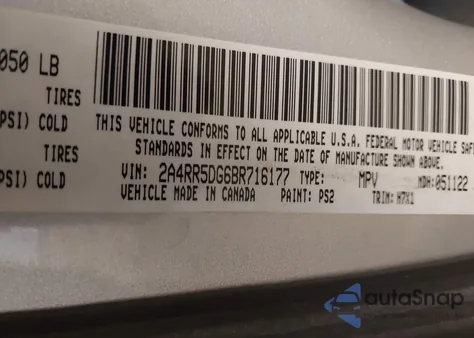 050 LB
TIRES
PSI) COLD
THIS VEHICLE CONFORMS TO ALL APPLICABLE U.S.A. FEDERAL MOTOR VEHICLE SAF
TIRES
STANDARDS IN EFFECT ON THE DATE OF MANUFACTURE SHOWN ABOVE.
PSI) COLD
VIN: 2A4RR5DG6BR716177 TYPE: MPV MDH:051122
VEHICLE MADE IN CANADA PAINT: PS2 TRIM: H7X1
autaSnap